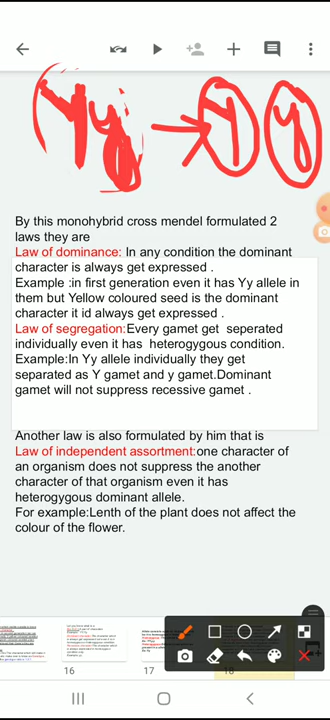 Yy → Y y
By this monohybrid cross mendel formulated 2
laws they are
Law of dominance: In any condition the dominant
character is always get expressed .
Example :in first generation even it has Yy allele in
them but Yellow coloured seed is the dominant
character it id always get expressed .
Law of segregation:Every gamet get seperated
individually even it has heterogygous condition.
Example:In Yy allele individually they get
separated as Y gamet and y gamet.Dominant
gamet will not suppress recessive gamet .
Another law is also formulated by him that is
Law of independent assortment:one character of
an organism does not suppress the another
character of that organism even it has
heterogygous dominant allele.
For example:Lenth of the plant does not affect the
colour of the flower.
16
17
18